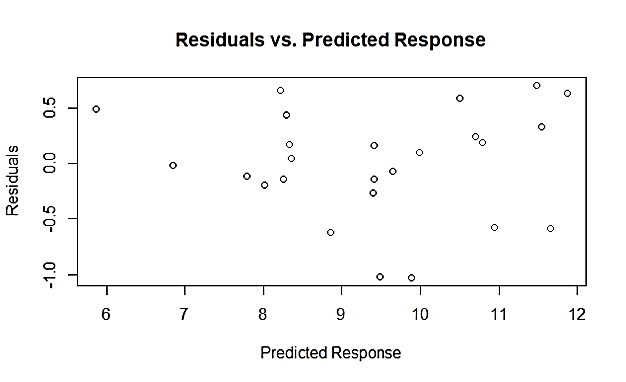 Residuals vs. Predicted Response
Residuals
0.5
0.0
-0.5
-1.0
6 7 8 9 10 11 12
Predicted Response